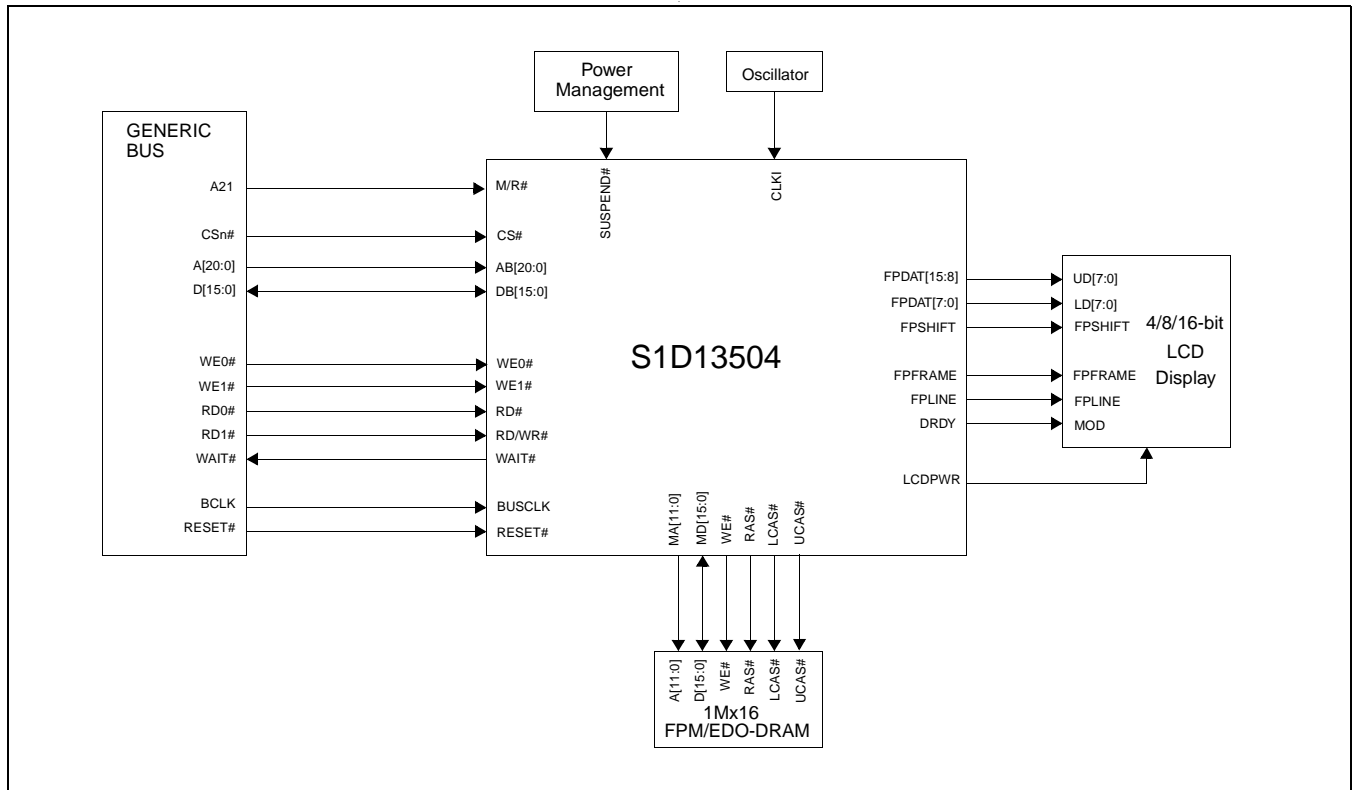 Power
Management
Oscillator
GENERIC
BUS
A21
CSn#
A[20:0]
D[15:0]
WE0#
WE1#
RD0#
RD1#
WAIT#
BCLK
RESET#
SUSPEND#
CLKI
M/R#
CS#
AB[20:0]
DB[15:0]
WE0#
WE1#
RD#
RD/WR#
WAIT#
BUSCLK
RESET#
S1D13504
FPDAT[15:8]
FPDAT[7:0]
FPSHIFT
FPFRAME
FPLINE
DRDY
LCDPWR
UD[7:0]
LD[7:0]
FPSHIFT
FPFRAME
FPLINE
MOD
4/8/16-bit
LCD
Display
MA[11:0]
MD[15:0]
WE#
RAS#
LCAS#
UCAS#
A[11:0]
D[15:0]
WE#
RAS#
LCAS#
UCAS#
1Mx16
FPM/EDO-DRAM